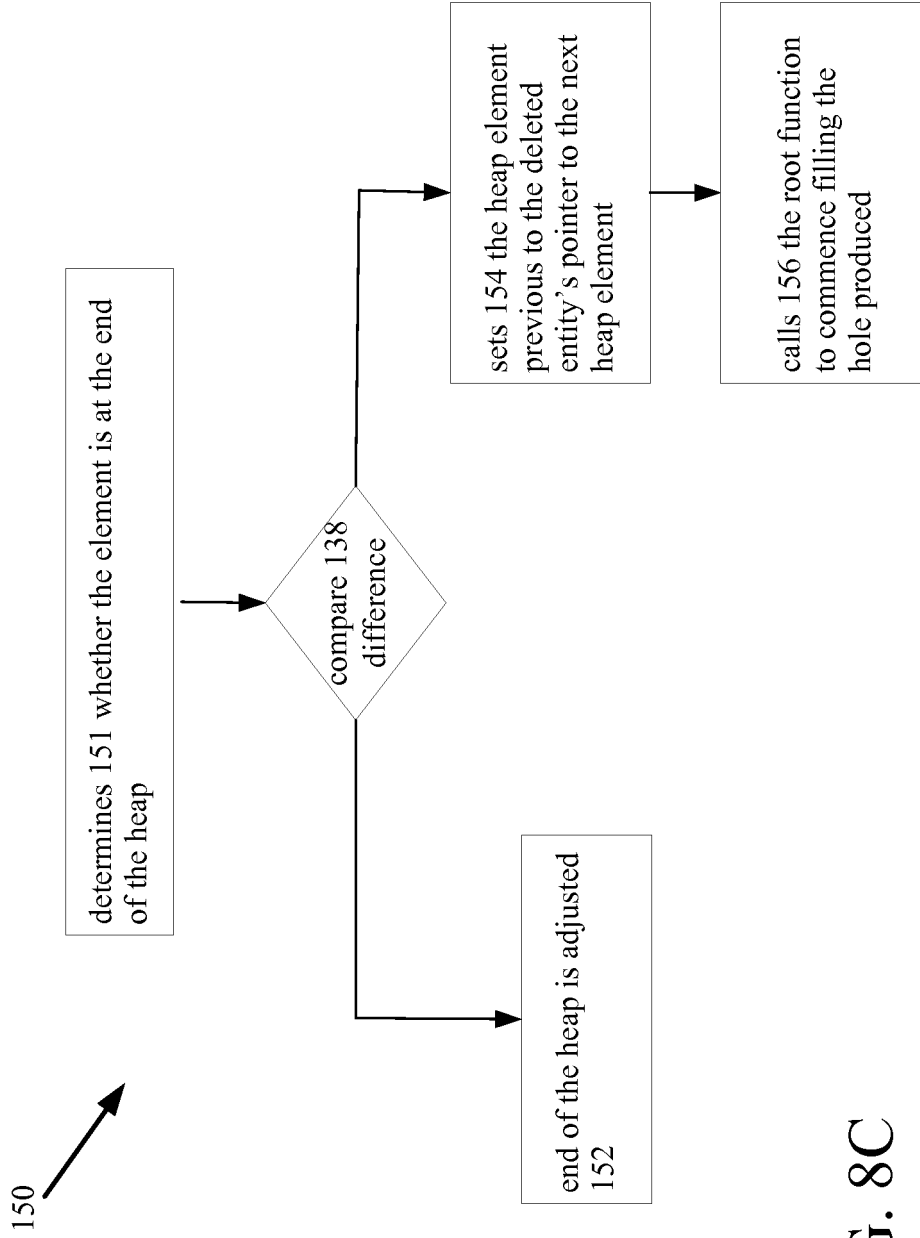 150
determines 151 whether the element is at the end
of the heap
compare 138
difference
end of the heap is adjusted
152
sets 154 the heap element
previous to the deleted
entity's pointer to the next
heap element
calls 156 the root function
to commence filling the
hole produced
8C